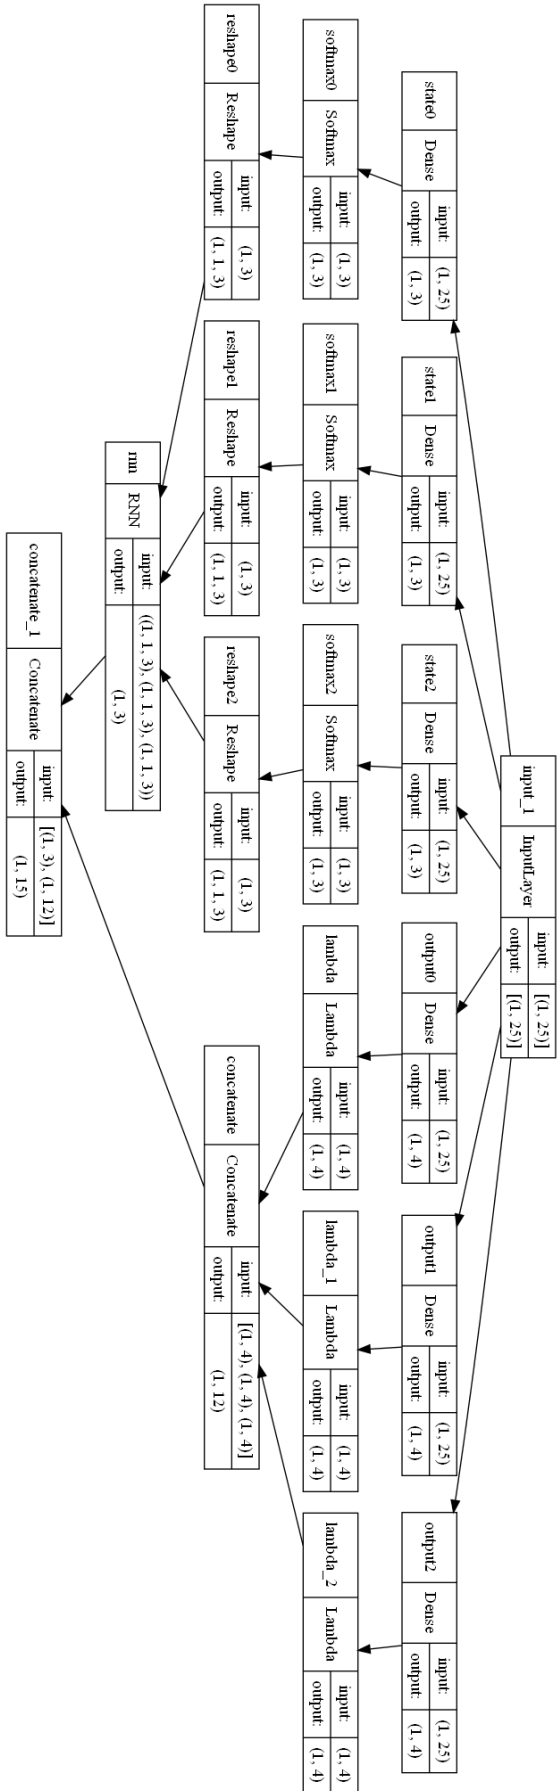 input_1 InputLayer input: [(1, 25)]
output: [(1, 25)]
state0 Dense input: (1, 25)
output: (1, 3)
state1 Dense input: (1, 25)
output: (1, 3)
state2 Dense input: (1, 25)
output: (1, 3)
output0 Dense input: (1, 25)
output: (1, 4)
output1 Dense input: (1, 25)
output: (1, 4)
output2 Dense input: (1, 25)
output: (1, 4)
softmax0 Softmax input: (1, 3)
output: (1, 3)
softmax1 Softmax input: (1, 3)
output: (1, 3)
softmax2 Softmax input: (1, 3)
output: (1, 3)
lambda Lambda input: (1, 4)
output: (1, 4)
lambda_1 Lambda input: (1, 4)
output: (1, 4)
lambda_2 Lambda input: (1, 4)
output: (1, 4)
reshape0 Reshape input: (1, 3)
output: (1, 1, 3)
reshape1 Reshape input: (1, 3)
output: (1, 1, 3)
reshape2 Reshape input: (1, 3)
output: (1, 1, 3)
concatenate Concatenate input: [(1, 4), (1, 4), (1, 4)]
output: (1, 12)
rnn RNN input: ((1, 1, 3), (1, 1, 3), (1, 1, 3))
output: (1, 3)
concatenate_1 Concatenate input: [(1, 3), (1, 12)]
output: (1, 15)